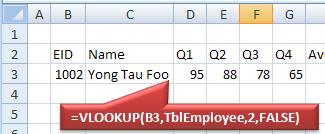 B C D E F G
1
2 EID Name Q1 Q2 Q3 Q4 Ave
3 1002 Yong Tau Foo 95 88 78 65
4
=VLOOKUP(B3,TblEmployee,2,FALSE)
5
6